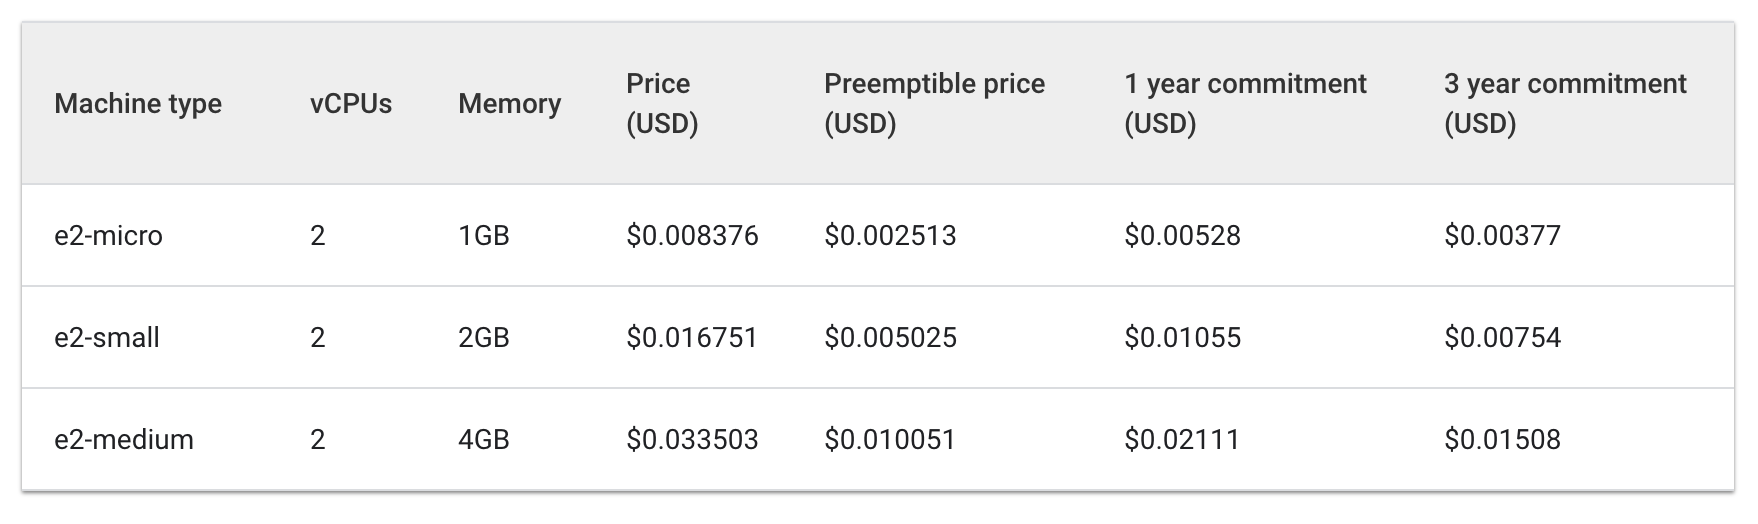 Machine type vCPUs Memory Price (USD) Preemptible price (USD) 1 year commitment (USD) 3 year commitment (USD)
e2-micro 2 1GB $0.008376 $0.002513 $0.00528 $0.00377
e2-small 2 2GB $0.016751 $0.005025 $0.01055 $0.00754
e2-medium 2 4GB $0.033503 $0.010051 $0.02111 $0.01508